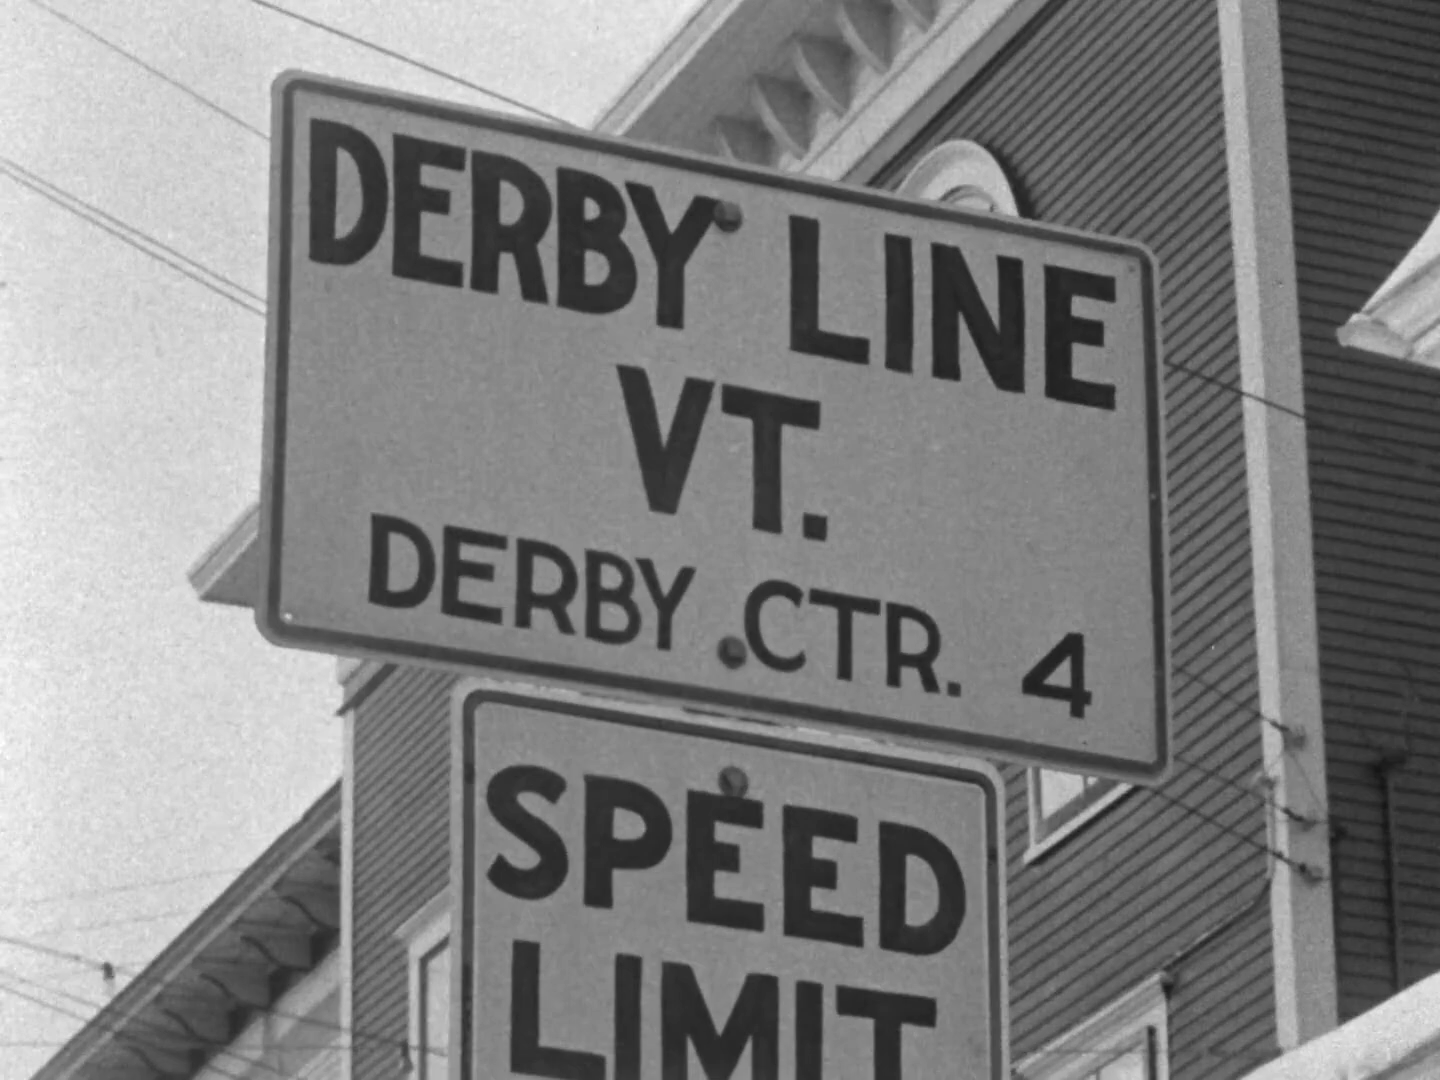 DERBY LINE
VT.
DERBY CTR. 4
SPEED
LIMIT